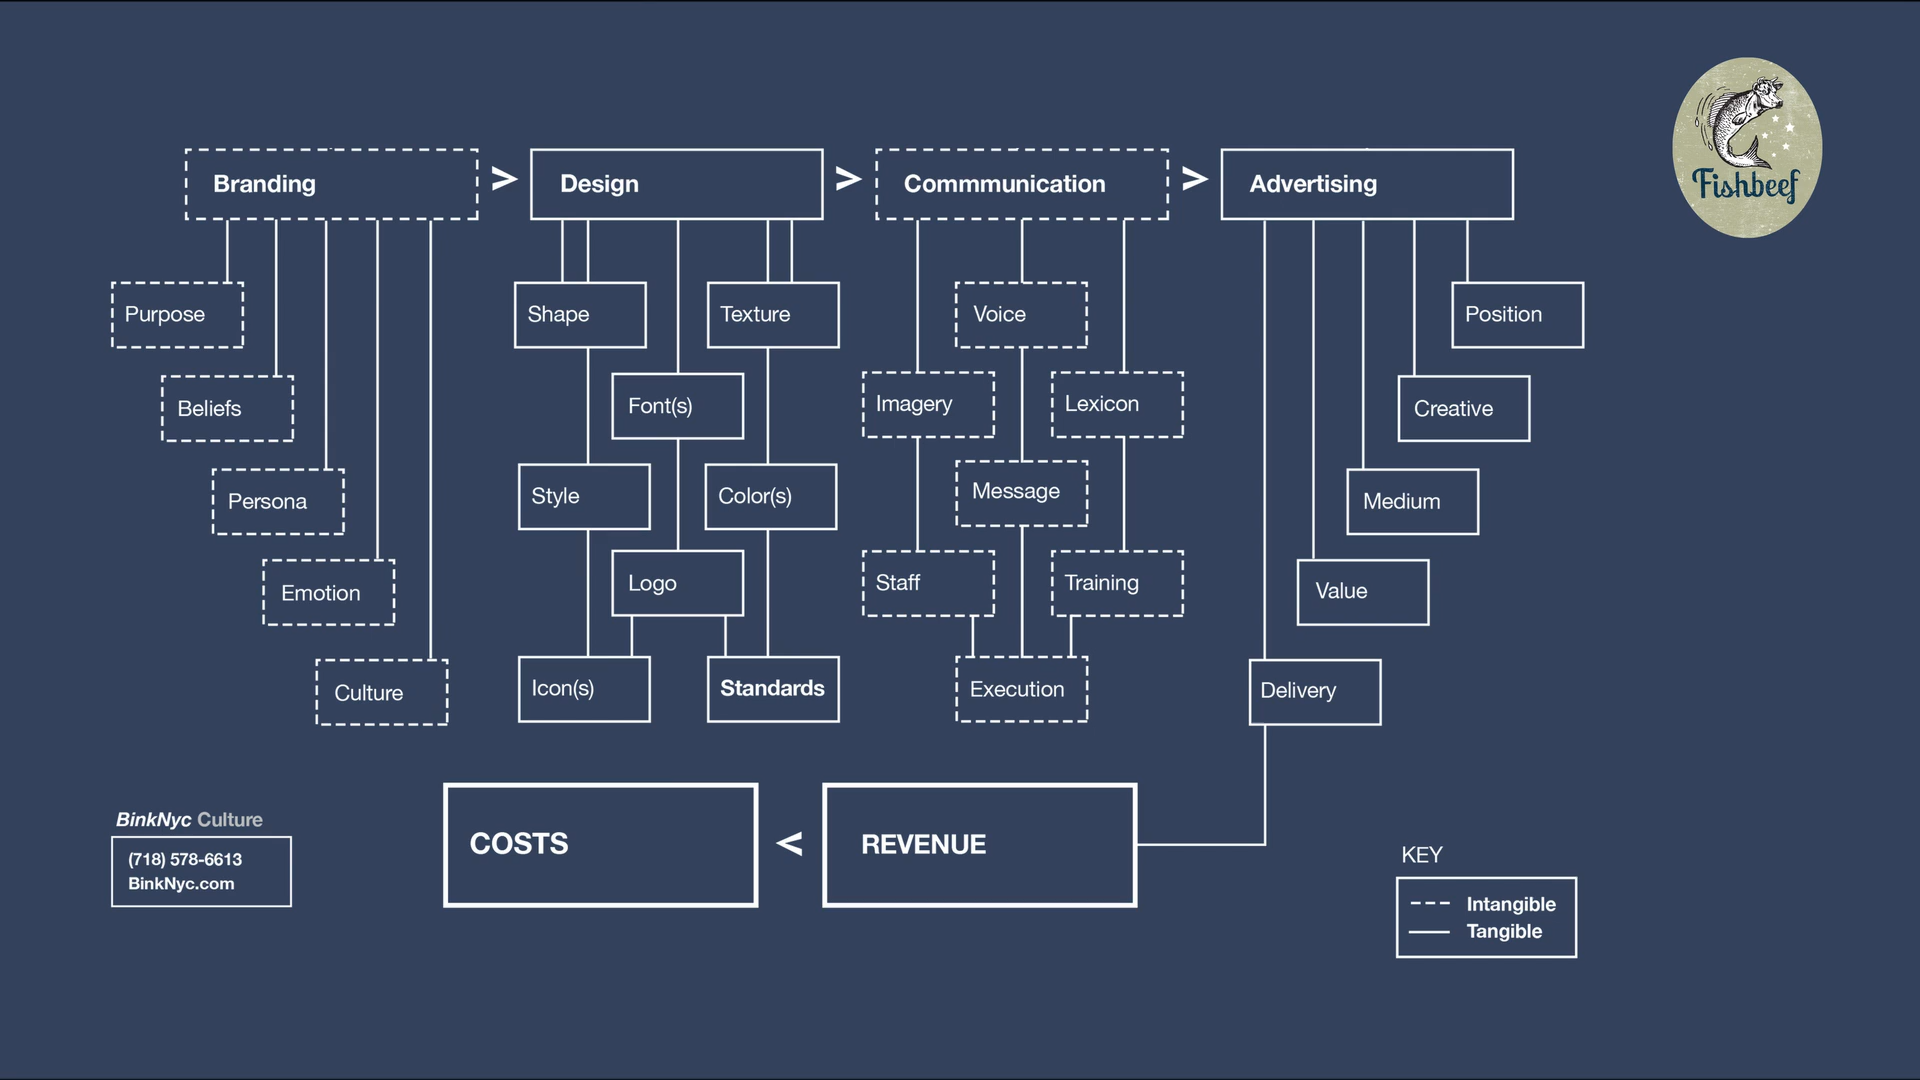 Fishbeef
Branding > Design > Commmunication > Advertising
Purpose
Beliefs
Persona
Emotion
Culture
Shape
Texture
Font(s)
Style
Color(s)
Logo
Icon(s)
Standards
Voice
Imagery
Lexicon
Message
Staff
Training
Execution
Position
Creative
Medium
Value
Delivery
COSTS < REVENUE
BinkNyc Culture
(718) 578-6613
BinkNyc.com
KEY
Intangible
Tangible